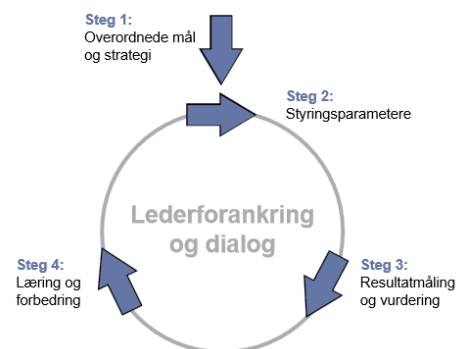 Steg 1:
Overordnede mål
og strategi
Steg 2:
Styringsparametere
Lederforankring
og dialog
Steg 4:
Læring og
forbedring
Steg 3:
Resultatmåling
og vurdering